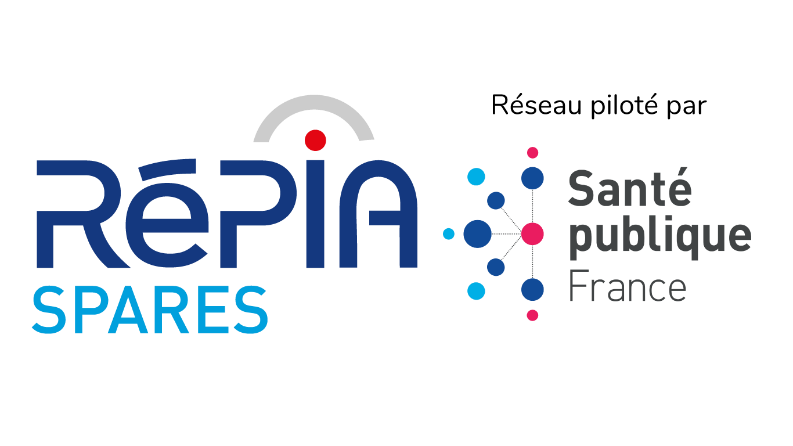 RéPIA
SPARES
Réseau piloté par
Santé
publique
France